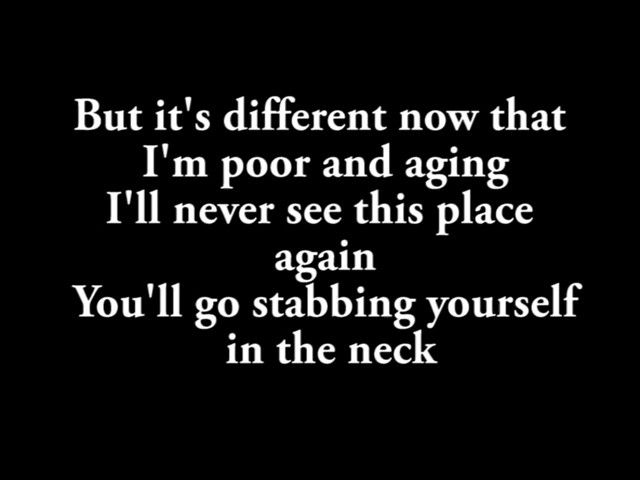 But it's different now that
I'm poor and aging
I'll never see this place
again
You'll go stabbing yourself
in the neck